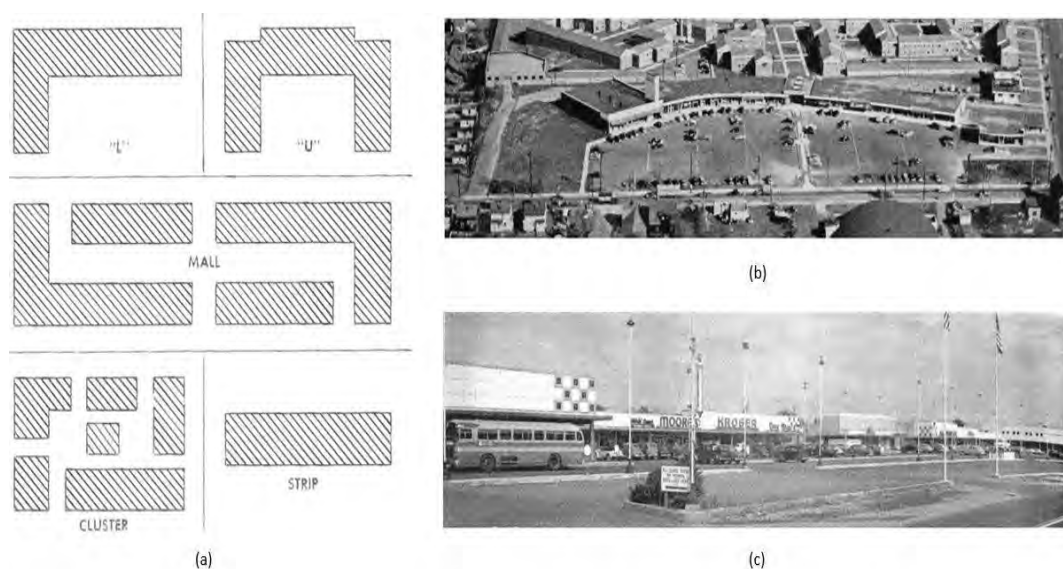 "L"
"U"
MALL
CLUSTER
STRIP
(a)
(b)
MOORE'S
KROGER
(c)